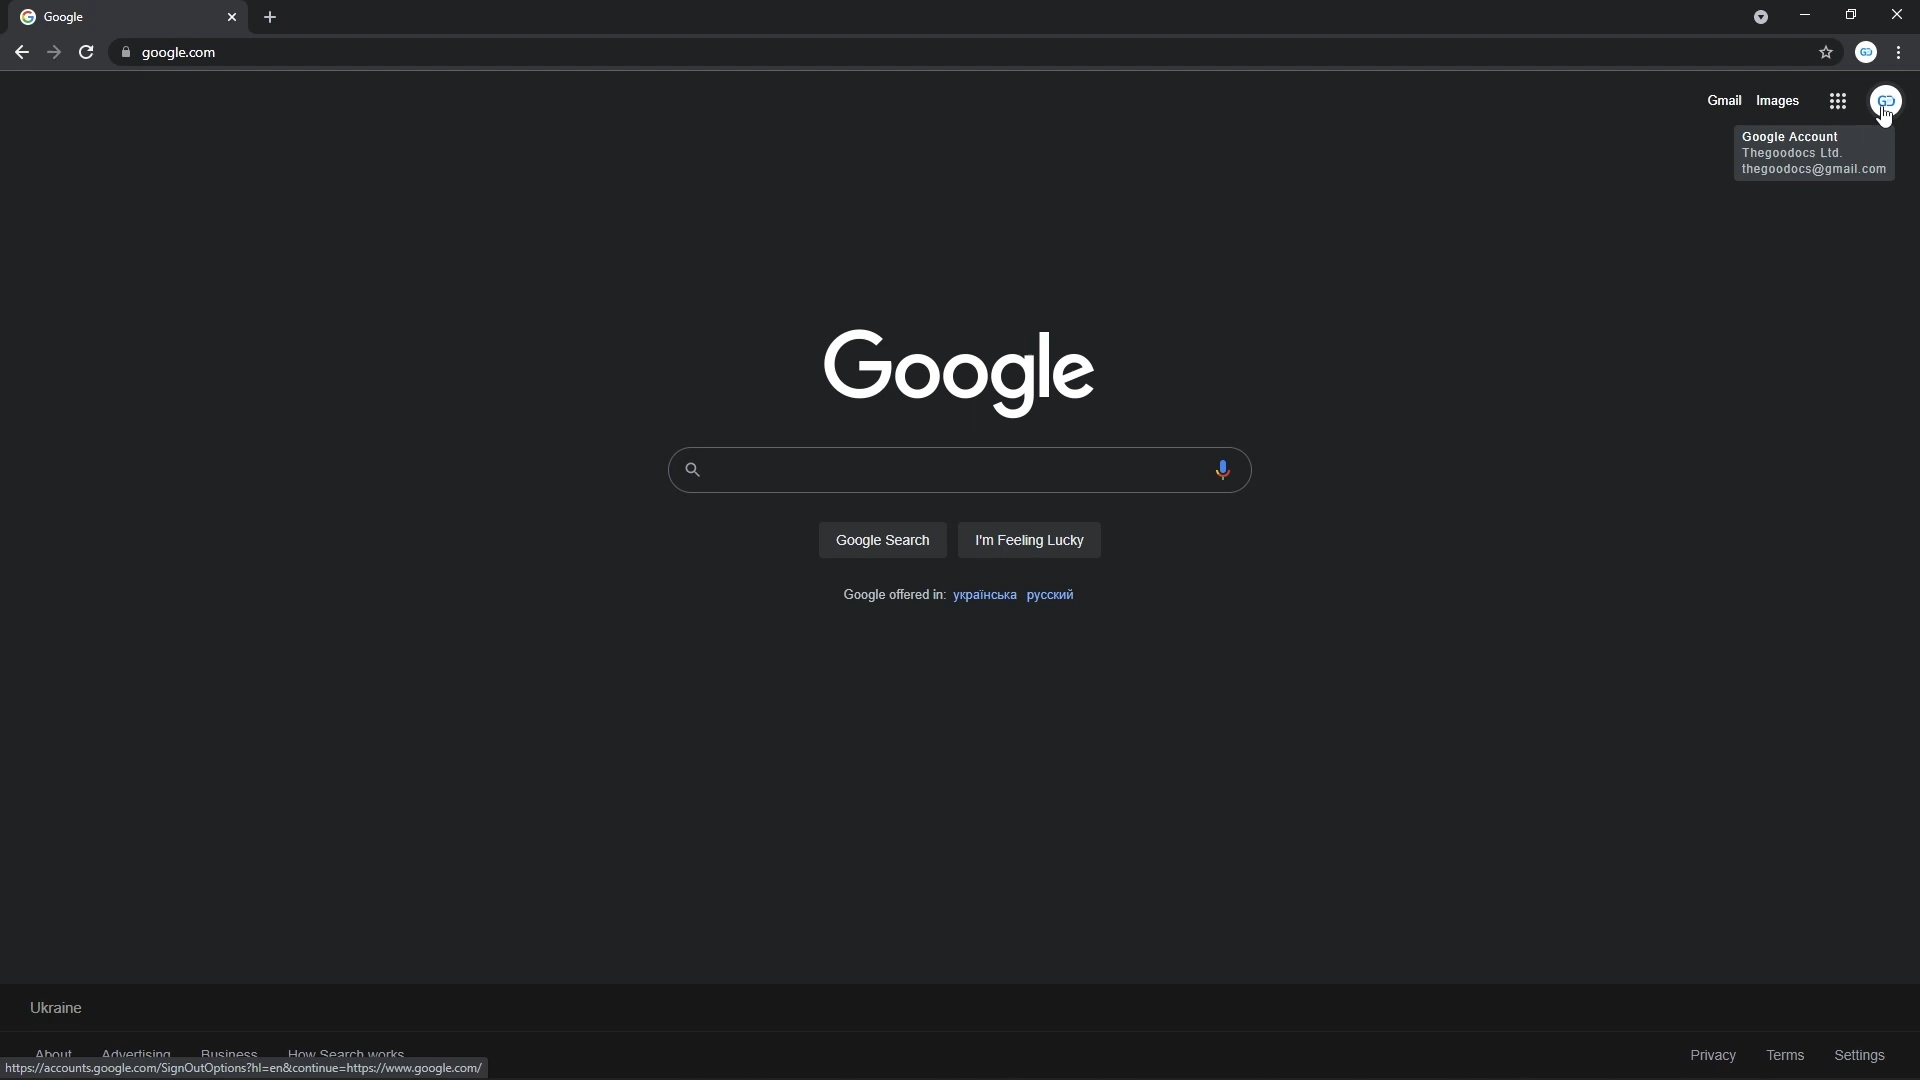 Google
google.com
Gmail Images
GD
Google Account
Thegoodocs Ltd.
thegoodocs@gmail.com
Google
Google Search I'm Feeling Lucky
Google offered in: українська русский
Ukraine
About Advertising Business How Search works Privacy Terms Settings
https://accounts.google.com/SignOutOptions?hl=en&continue=https://www.google.com/